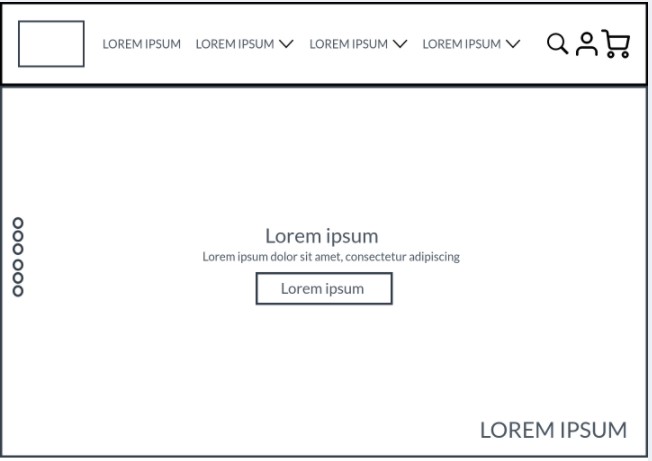 LOREM IPSUM LOREM IPSUM LOREM IPSUM LOREM IPSUM
Lorem ipsum
Lorem ipsum dolor sit amet, consectetur adipiscing
Lorem ipsum
LOREM IPSUM